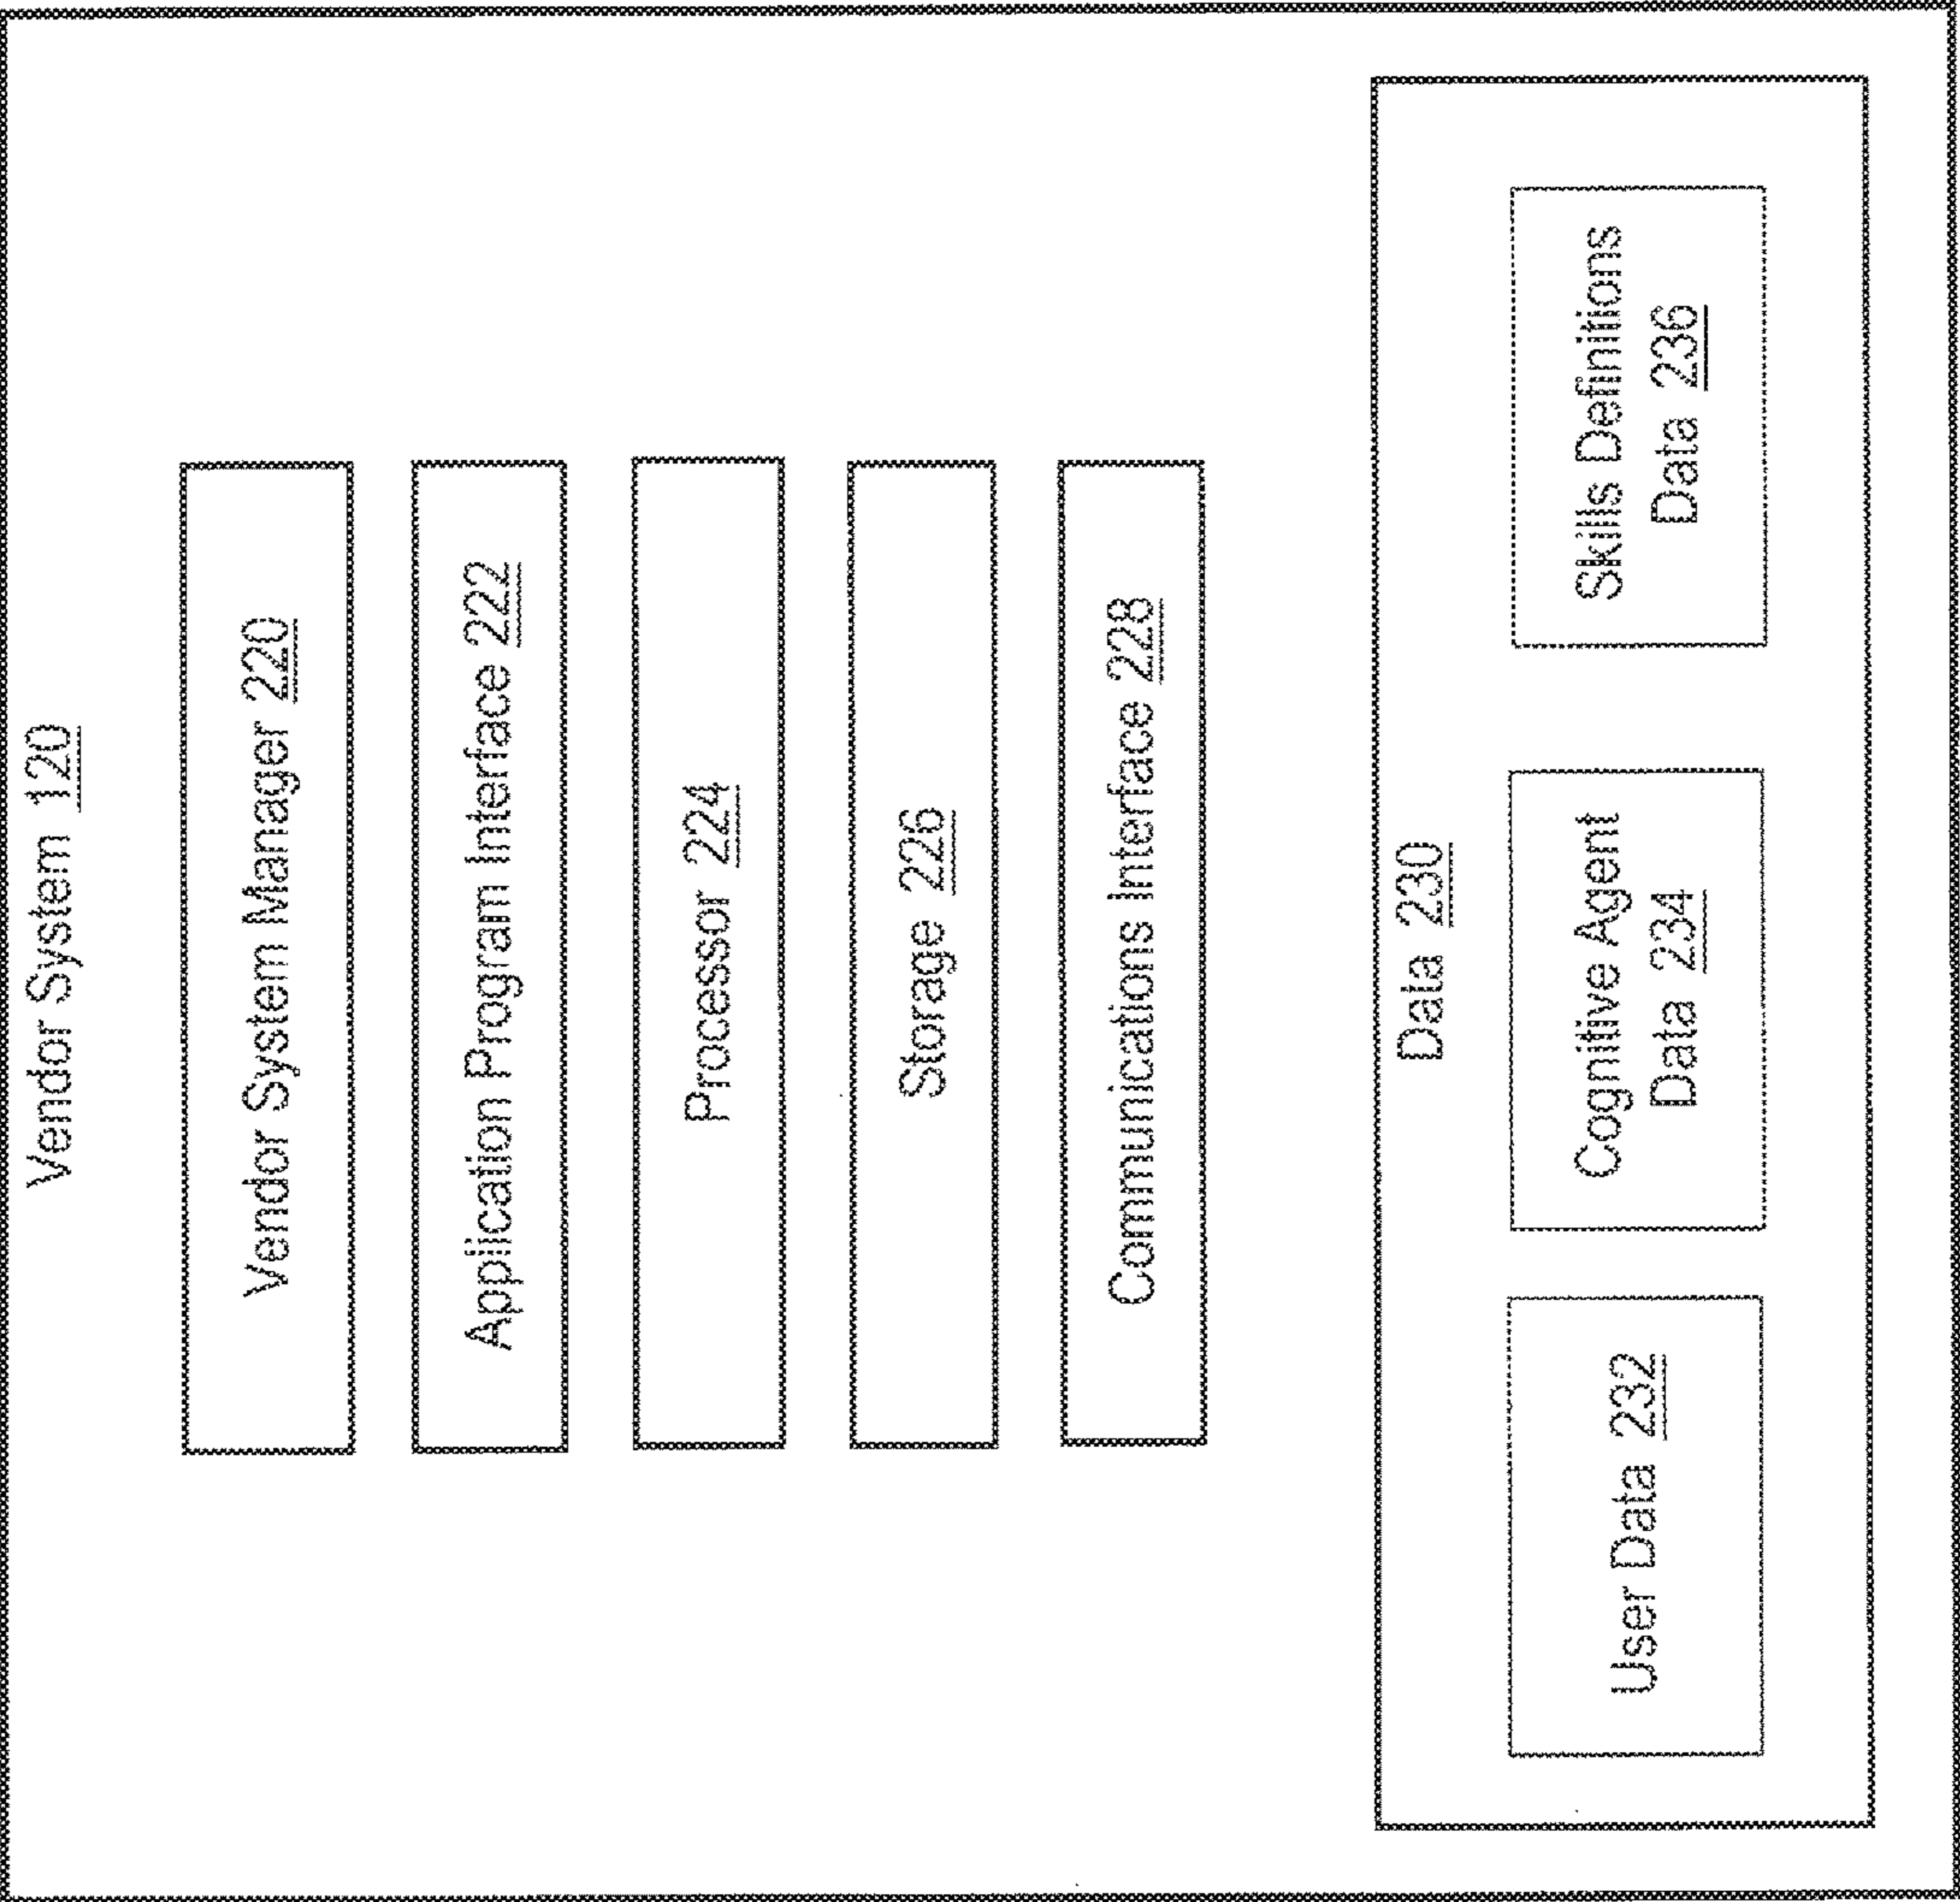 Vendor System 120
Vendor System Manager 220
Application Program Interface 222
Processor 224
Storage 226
Communications Interface 228
Data 230
User Data 232
Cognitive Agent
Data 234
Skills Definitions
Data 236